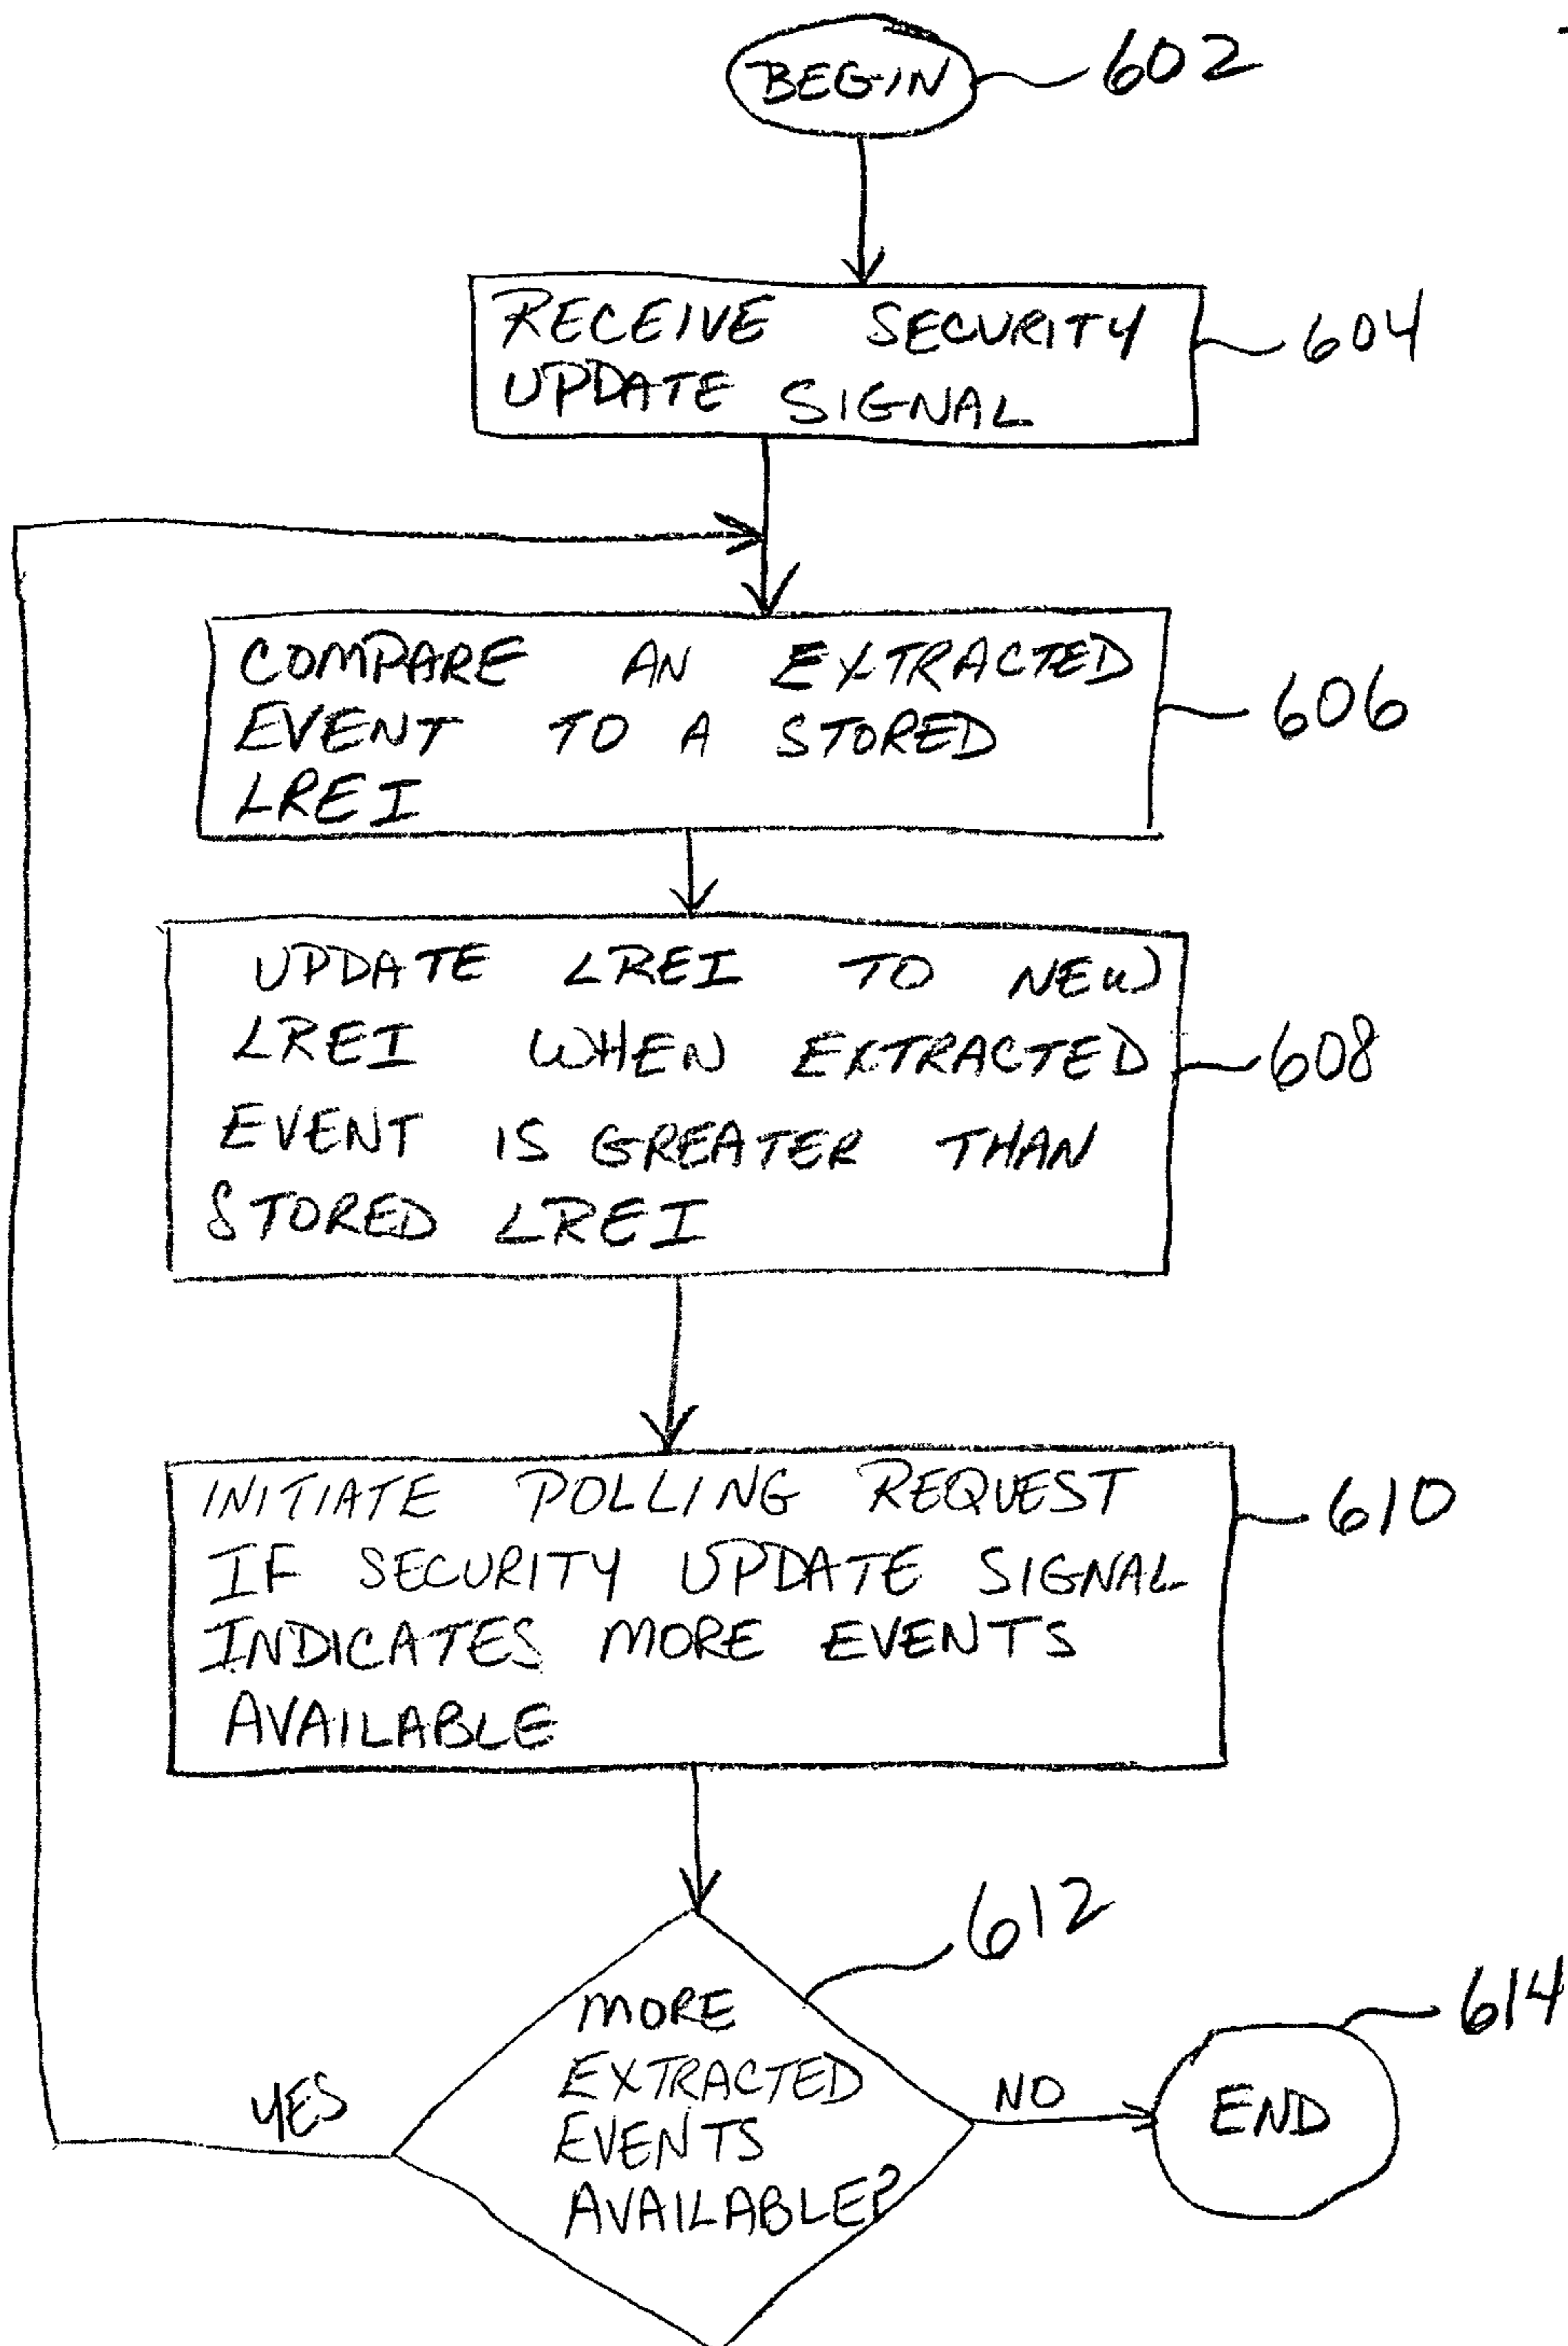 BEGIN
602
RECEIVE SECURITY
UPDATE SIGNAL
604
COMPARE AN EXTRACTED
EVENT TO A STORED
LREI
606
UPDATE LREI TO NEW
LREI WHEN EXTRACTED
EVENT IS GREATER THAN
STORED LREI
608
INITIATE POLLING REQUEST
IF SECURITY UPDATE SIGNAL
INDICATES MORE EVENTS
AVAILABLE
610
612
MORE
EXTRACTED
EVENTS
AVAILABLE?
YES
NO
END
614